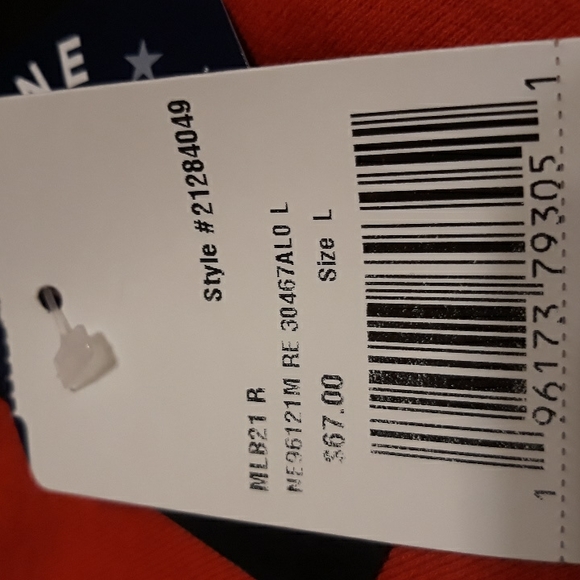 NE
Style #21284049
MLB21 R
NE96121M RE 30467AL0 L
Size L
$67.00
1 96173 79305 1